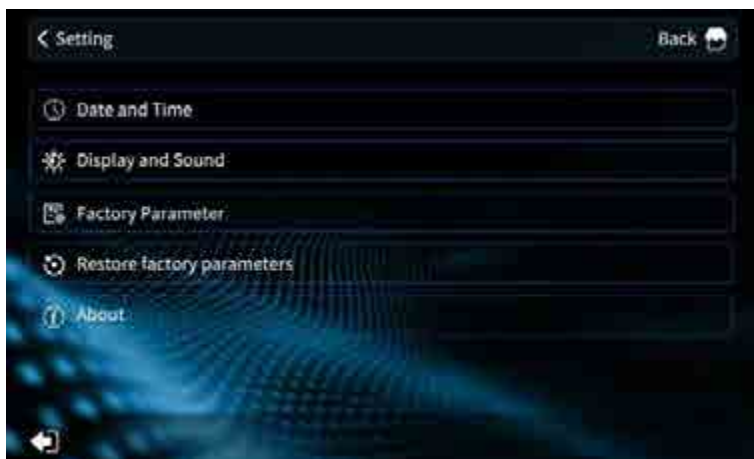 Setting
Back
Date and Time
Display and Sound
Factory Parameter
Restore factory parameters
About